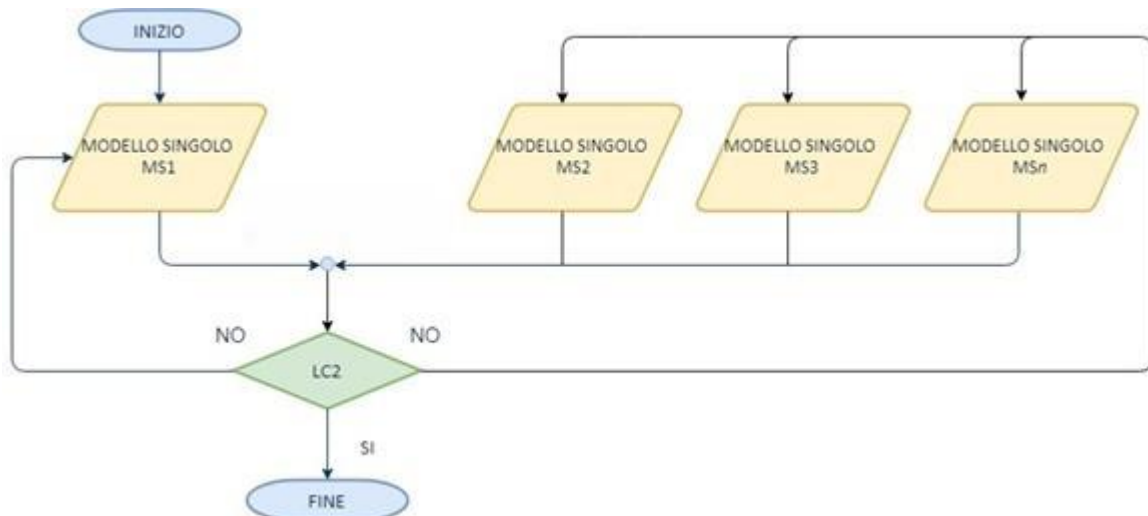 INIZIO
MODELLO SINGOLO
MS1
MODELLO SINGOLO
MS2
MODELLO SINGOLO
MS3
MODELLO SINGOLO
MSn
NO
NO
LC2
SI
FINE